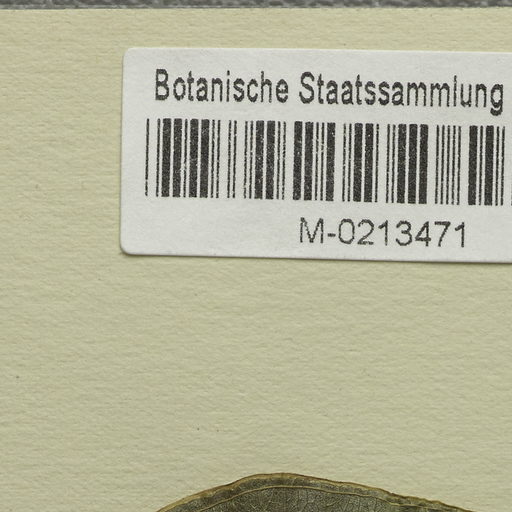 Botanische Staatssammlung
M-0213471